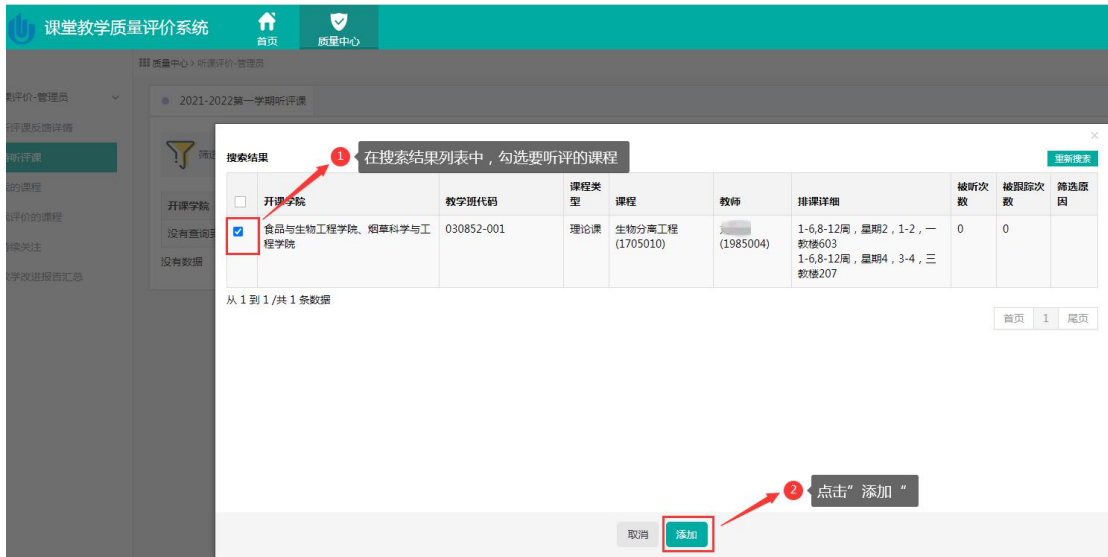 课堂教学质量评价系统
首页
质量中心
质量中心 > 听课评价-管理员
课评价-管理员
2021-2022第一学期听评课
听评课反馈详情
听评课
的课程
评价的课程
持续关注
教学改进报告汇总
筛选
开课学院
没有查询到
没有数据
×
搜索结果
1 在搜索结果列表中，勾选要听评的课程
重新搜索
开课学院 教学班代码 课程类型 课程 教师 排课详细 被听次数 被跟踪次数 筛选原因
食品与生物工程学院、烟草科学与工程学院 030852-001 理论课 生物分离工程(1705010) (1985004) 1-6,8-12周，星期2，1-2，一教楼603
1-6,8-12周，星期4，3-4，三教楼207 0 0
从 1 到 1 /共 1 条数据
首页 1 尾页
2 点击”添加“
取消 添加